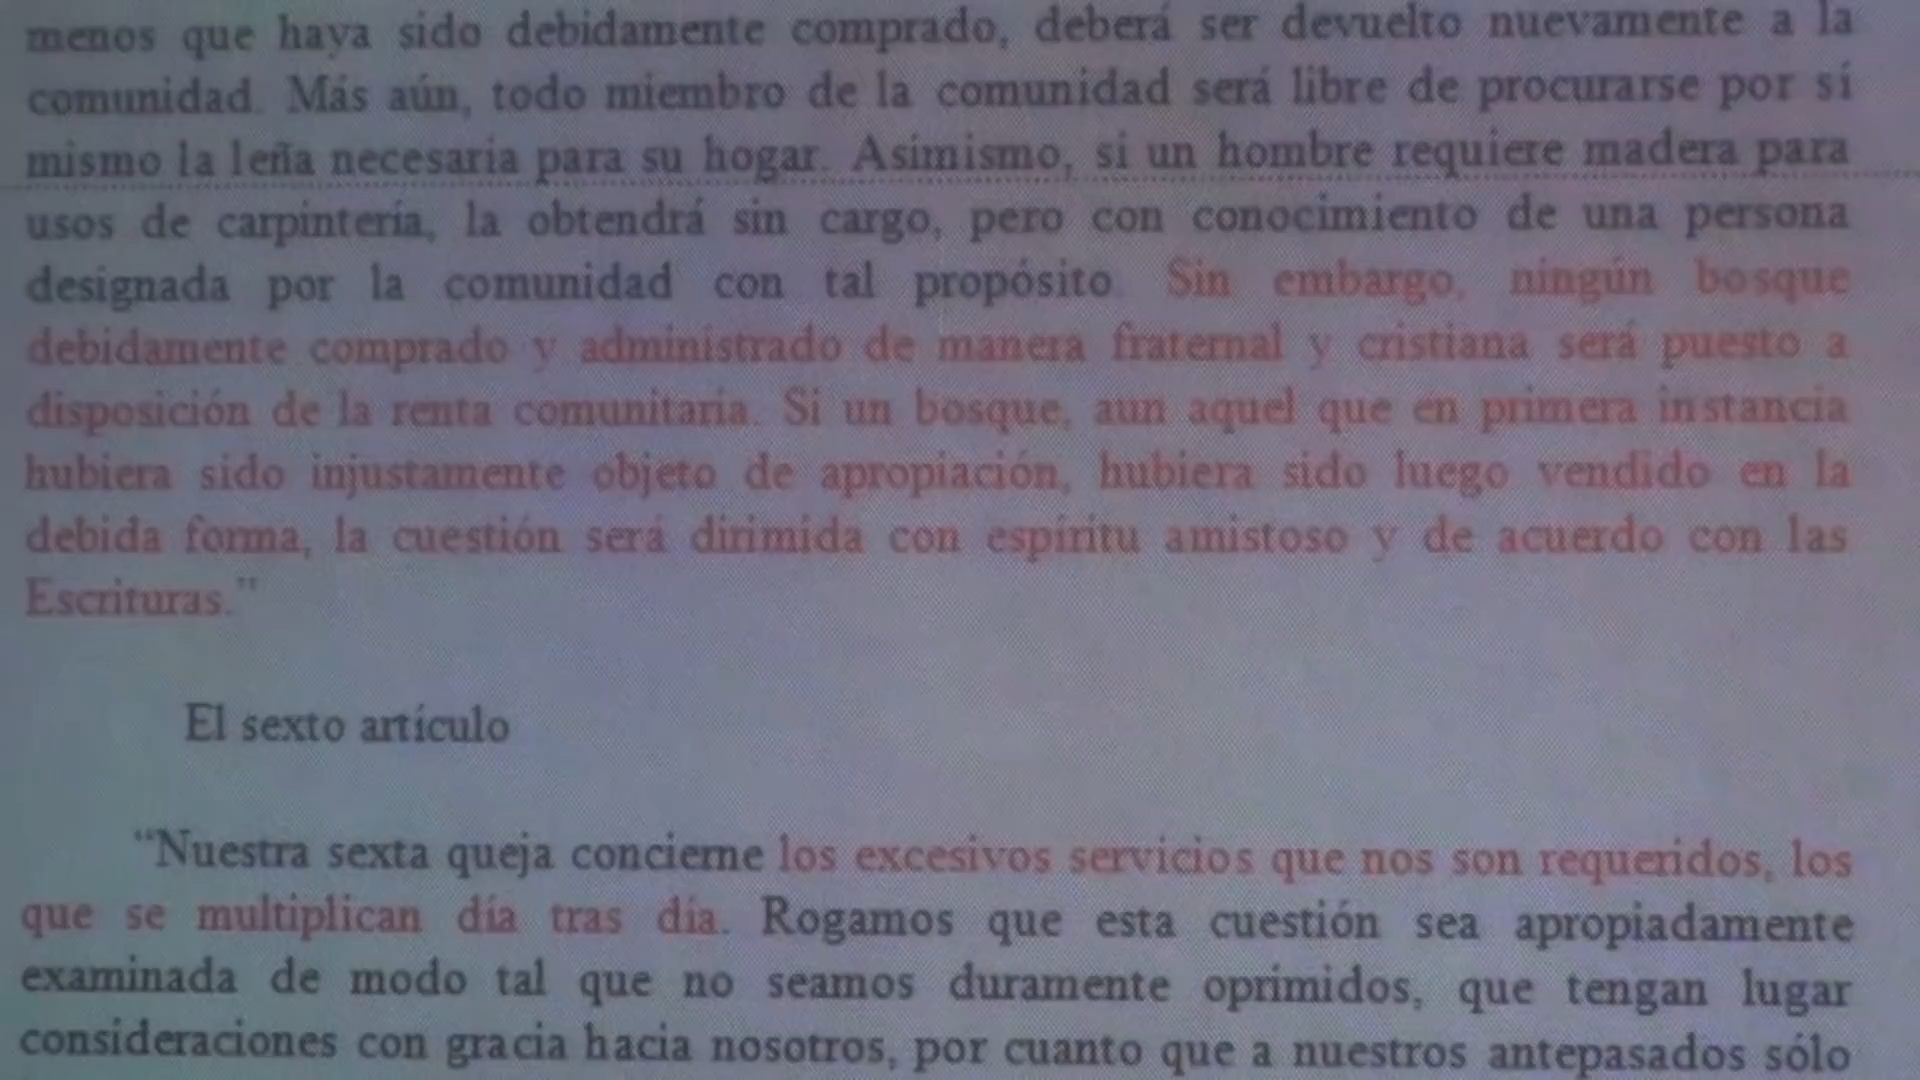 menos que haya sido debidamente comprado, deberá ser devuelto nuevamente a la
comunidad. Más aún, todo miembro de la comunidad será libre de procurarse por sí
mismo la leña necesaria para su hogar. Asimismo, si un hombre requiere madera para
usos de carpintería, la obtendrá sin cargo, pero con conocimiento de una persona
designada por la comunidad con tal propósito. Sin embargo, ningún bosque
debidamente comprado y administrado de manera fraternal y cristiana será puesto a
disposición de la renta comunitaria. Si un bosque, aun aquel que en primera instancia
hubiera sido injustamente objeto de apropiación, hubiera sido luego vendido en la
debida forma, la cuestión será dirimida con espíritu amistoso y de acuerdo con las
Escrituras.”
El sexto artículo
“Nuestra sexta queja concierne los excesivos servicios que nos son requeridos, los
que se multiplican día tras día. Rogamos que esta cuestión sea apropiadamente
examinada de modo tal que no seamos duramente oprimidos, que tengan lugar
consideraciones con gracia hacia nosotros, por cuanto que a nuestros antepasados sólo